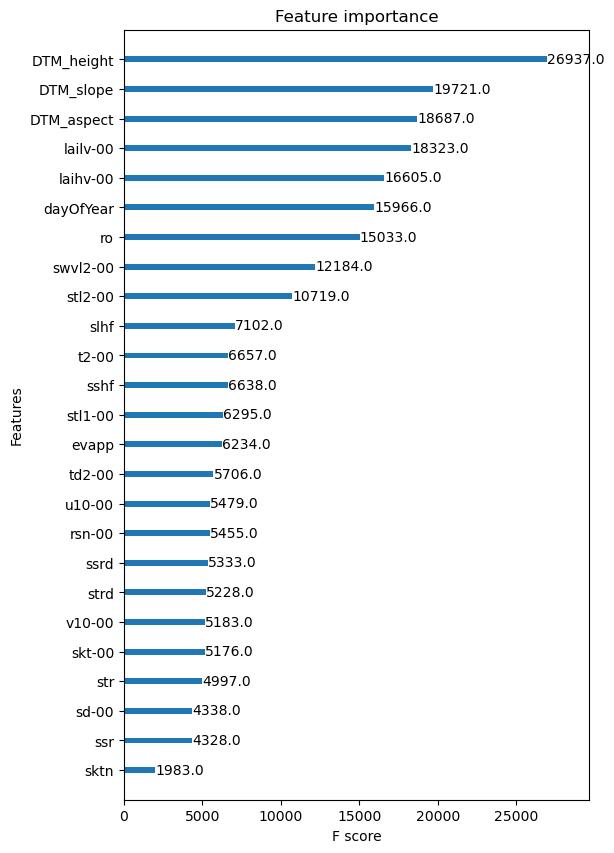 Feature importance
DTM_height 26937.0
DTM_slope 19721.0
DTM_aspect 18687.0
lailv-00 18323.0
laihv-00 16605.0
dayOfYear 15966.0
ro 15033.0
swvl2-00 12184.0
stl2-00 10719.0
slhf 7102.0
t2-00 6657.0
sshf 6638.0
stl1-00 6295.0
evapp 6234.0
td2-00 5706.0
u10-00 5479.0
rsn-00 5455.0
ssrd 5333.0
strd 5228.0
v10-00 5183.0
skt-00 5176.0
str 4997.0
sd-00 4338.0
ssr 4328.0
sktn 1983.0
Features
0 5000 10000 15000 20000 25000
F score